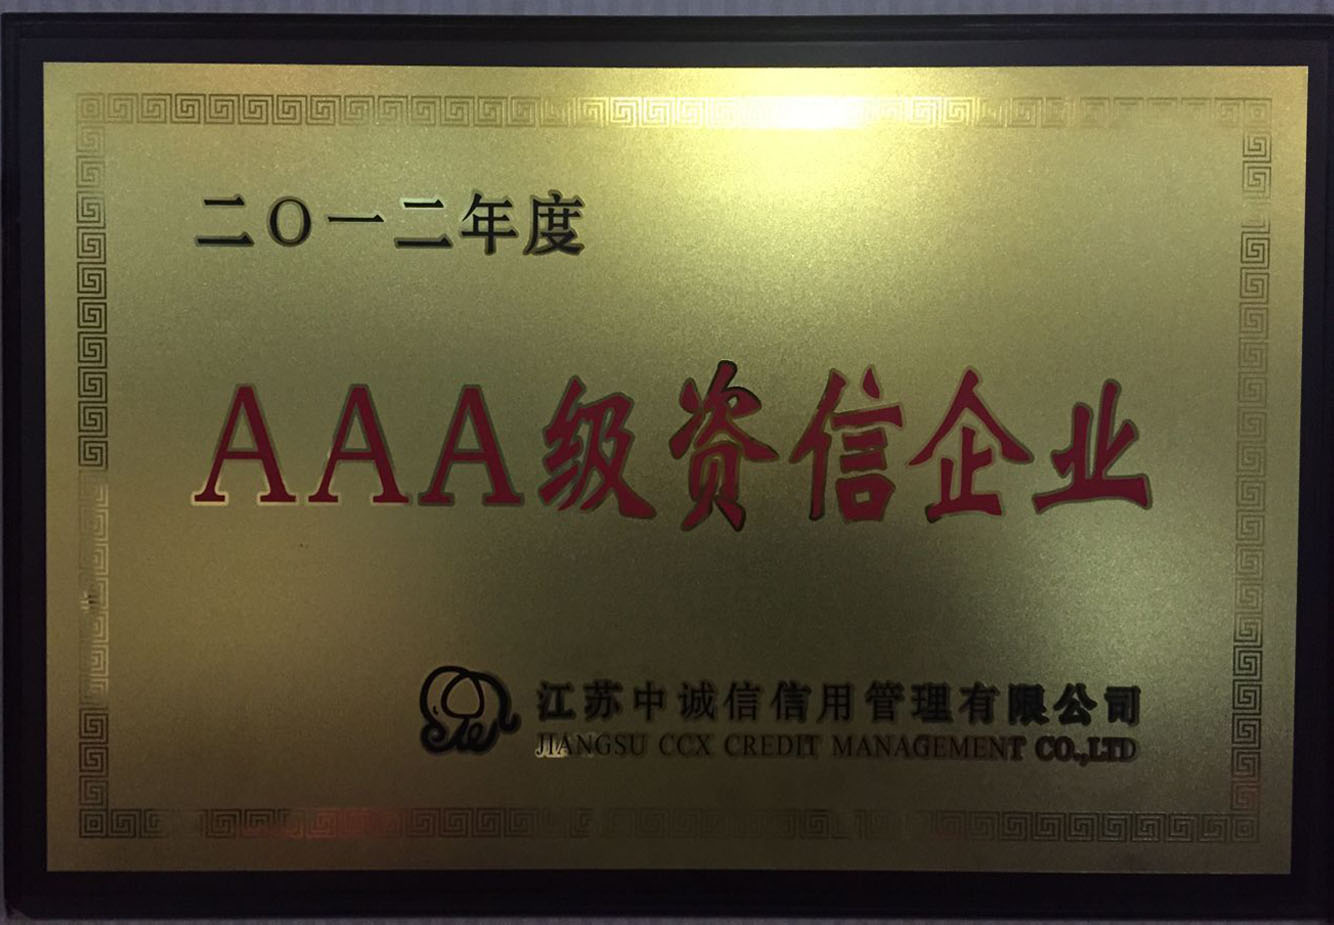 二〇一二年度
AAA级资信企业
江苏中诚信信用管理有限公司
JIANGSU CCX CREDIT MANAGEMENT CO.,LTD